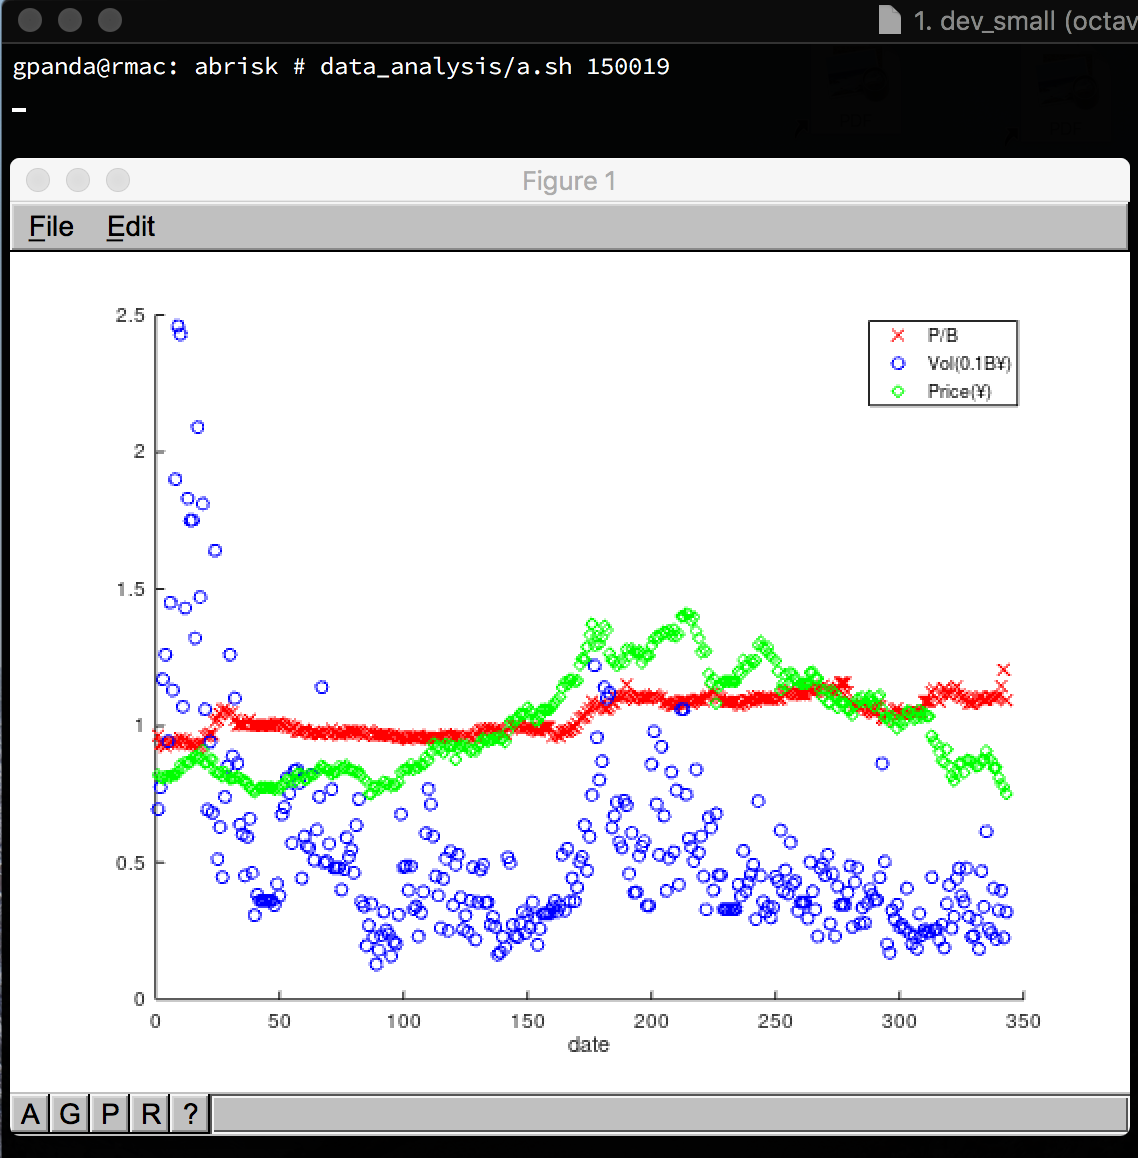 1. dev_small (octav
gpanda@rmac: abrisk # data_analysis/a.sh 150019
Figure 1
File Edit
2.5
2
1.5
1
0.5
0
P/B
Vol(0.1B¥)
Price(¥)
0 50 100 150 200 250 300 350
date
A G P R ?